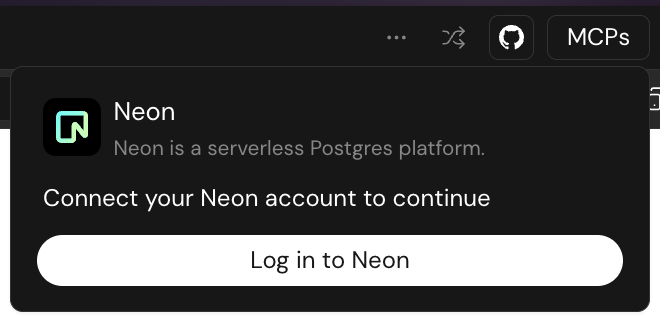 MCPs
Neon
Neon is a serverless Postgres platform.
Connect your Neon account to continue
Log in to Neon